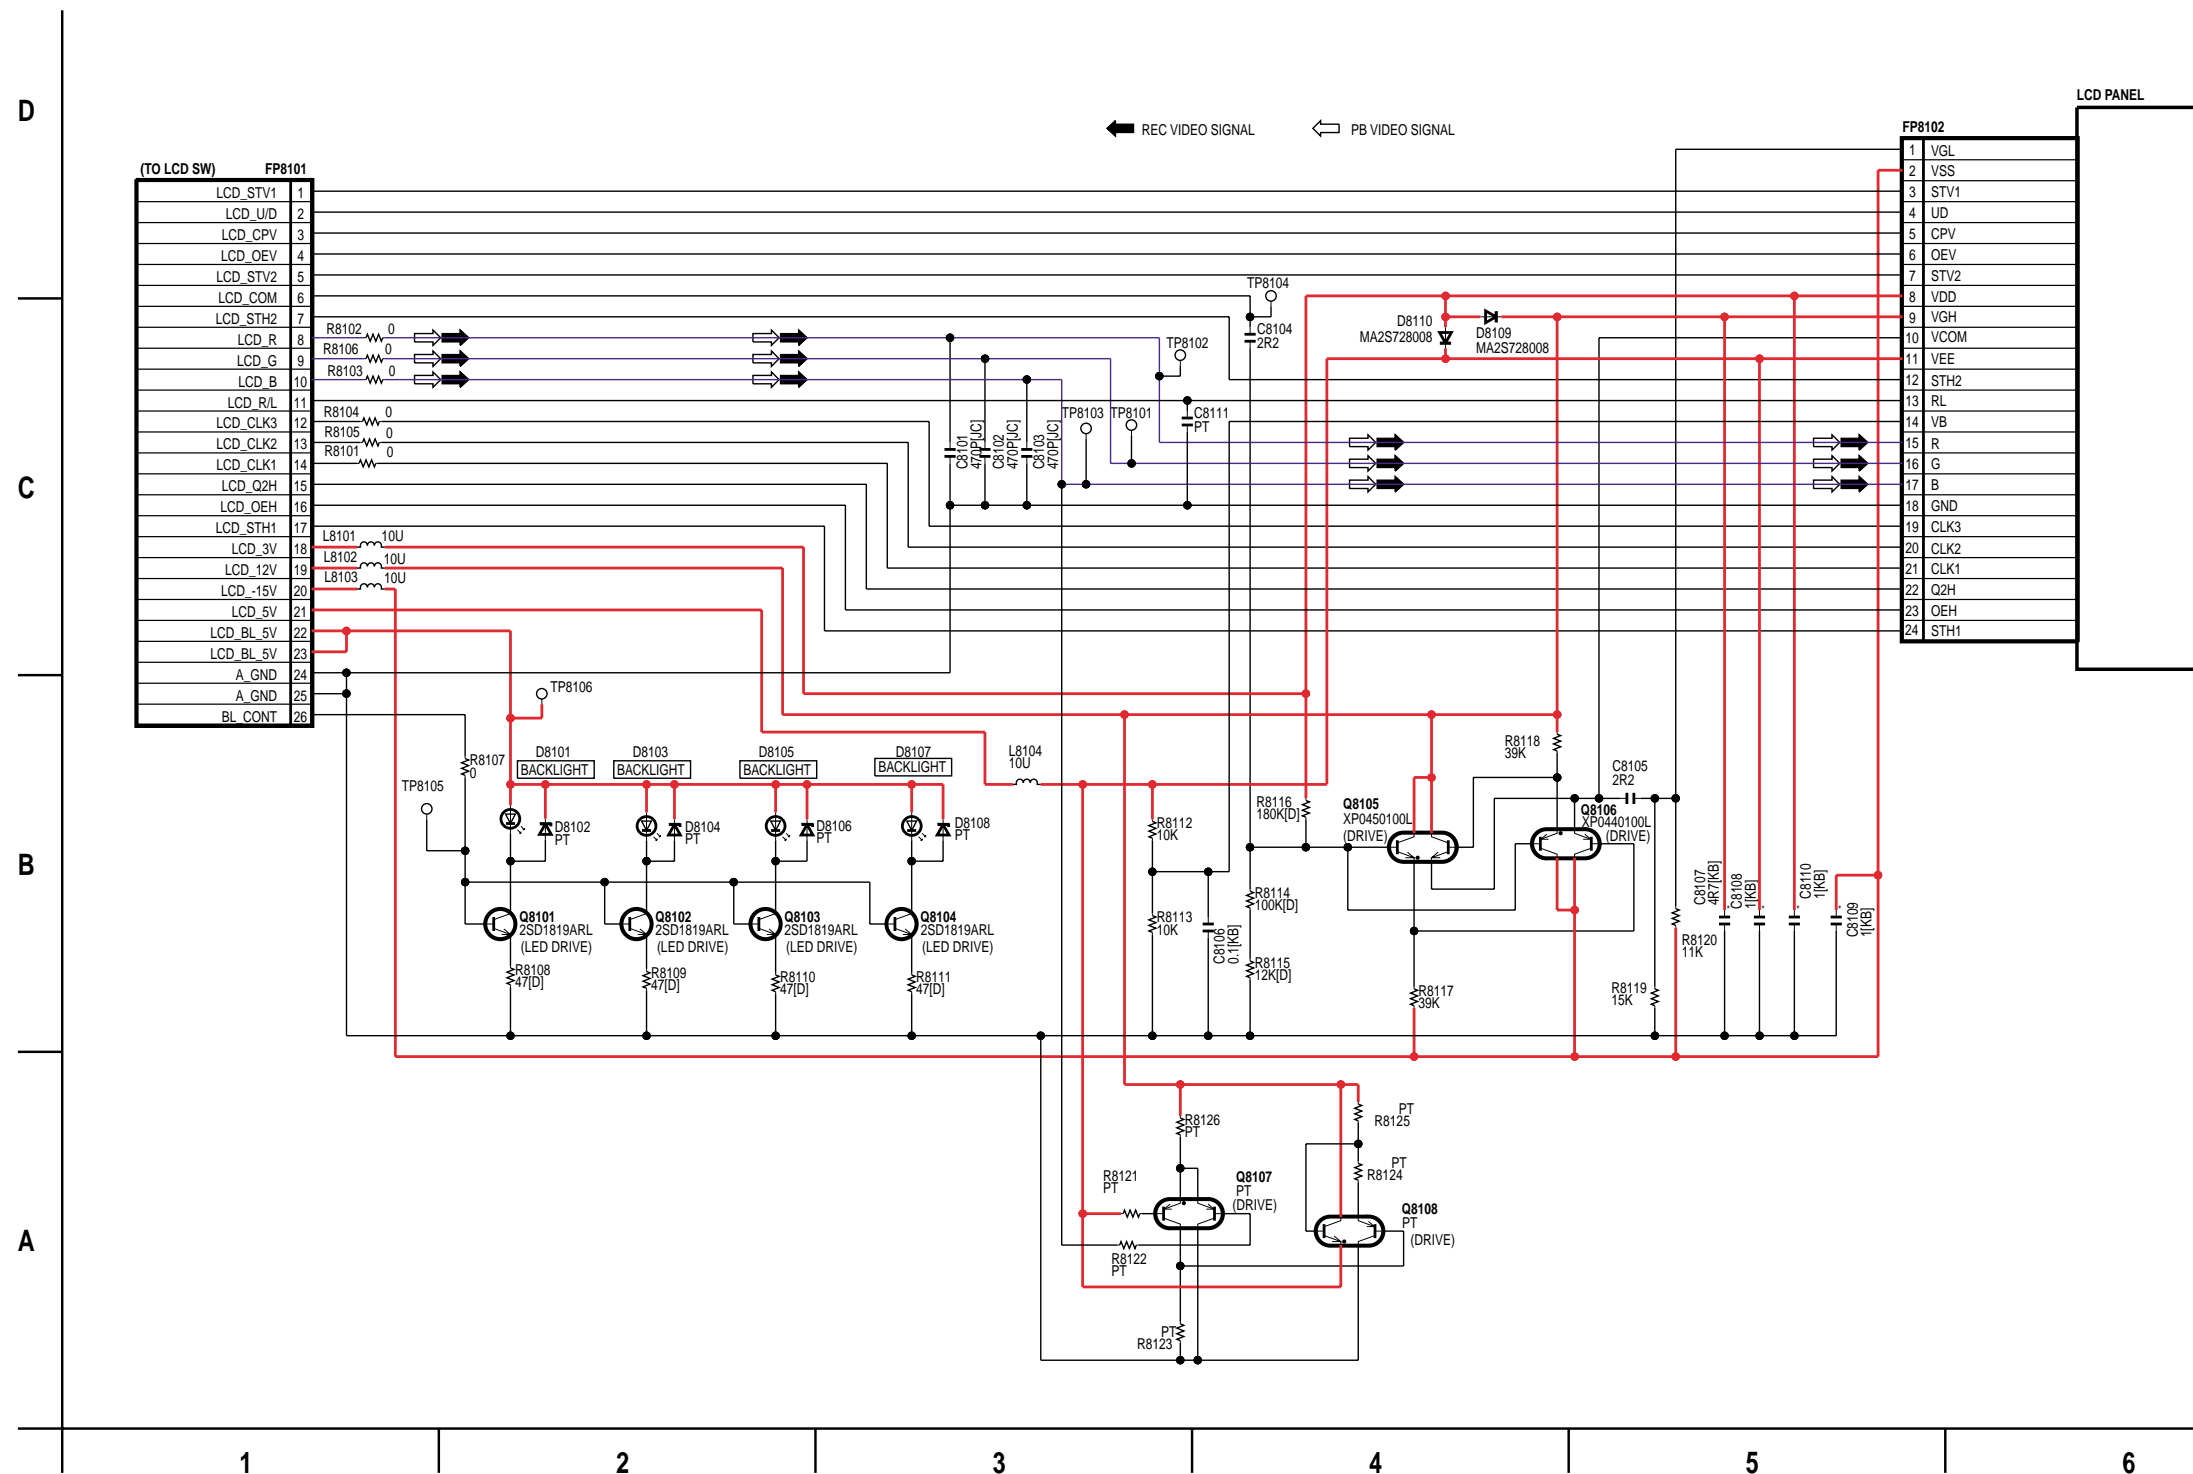 D
C
B
A
1
2
3
4
5
6
REC VIDEO SIGNAL
PB VIDEO SIGNAL
(TO LCD SW)
FP8101
LCD_STV1 1
LCD_U/D 2
LCD_CPV 3
LCD_OEV 4
LCD_STV2 5
LCD_COM 6
LCD_STH2 7
LCD_R 8
LCD_G 9
LCD_B 10
LCD_R/L 11
LCD_CLK3 12
LCD_CLK2 13
LCD_CLK1 14
LCD_Q2H 15
LCD_OEH 16
LCD_STH1 17
LCD_3V 18
LCD_12V 19
LCD_-15V 20
LCD_5V 21
LCD_BL_5V 22
LCD_BL_5V 23
A_GND 24
A_GND 25
BL_CONT 26
LCD PANEL
FP8102
1 VGL
2 VSS
3 STV1
4 UD
5 CPV
6 OEV
7 STV2
8 VDD
9 VGH
10 VCOM
11 VEE
12 STH2
13 RL
14 VB
15 R
16 G
17 B
18 GND
19 CLK3
20 CLK2
21 CLK1
22 Q2H
23 OEH
24 STH1
R8102 0
R8106 0
R8103 0
R8104 0
R8105 0
R8101 0
L8101 10U
L8102 10U
L8103 10U
C8101
470P[JC]
C8102
470P[JC]
C8103
470P[JC]
TP8103
TP8101
TP8102
C8111
PT
TP8104
C8104
2R2
D8110
MA2S728008
D8109
MA2S728008
TP8106
TP8105
R8107
0
D8101
BACKLIGHT
D8103
BACKLIGHT
D8105
BACKLIGHT
D8107
BACKLIGHT
D8102
PT
D8104
PT
D8106
PT
D8108
PT
Q8101
2SD1819ARL
(LED DRIVE)
Q8102
2SD1819ARL
(LED DRIVE)
Q8103
2SD1819ARL
(LED DRIVE)
Q8104
2SD1819ARL
(LED DRIVE)
R8108
47[D]
R8109
47[D]
R8110
47[D]
R8111
47[D]
L8104
10U
R8112
10K
R8113
10K
C8106
0.1[KB]
R8116
180K[D]
R8114
100K[D]
R8115
12K[D]
Q8105
XP0450100L
(DRIVE)
R8117
39K
R8118
39K
Q8106
XP0440100L
(DRIVE)
C8105
2R2
R8119
15K
R8120
11K
C8107
4R7[KB]
C8108
1[KB]
C8110
1[KB]
C8109
1[KB]
R8126
PT
R8121
PT
R8122
PT
Q8107
PT
(DRIVE)
PT
R8123
PT
R8125
PT
R8124
Q8108
PT
(DRIVE)